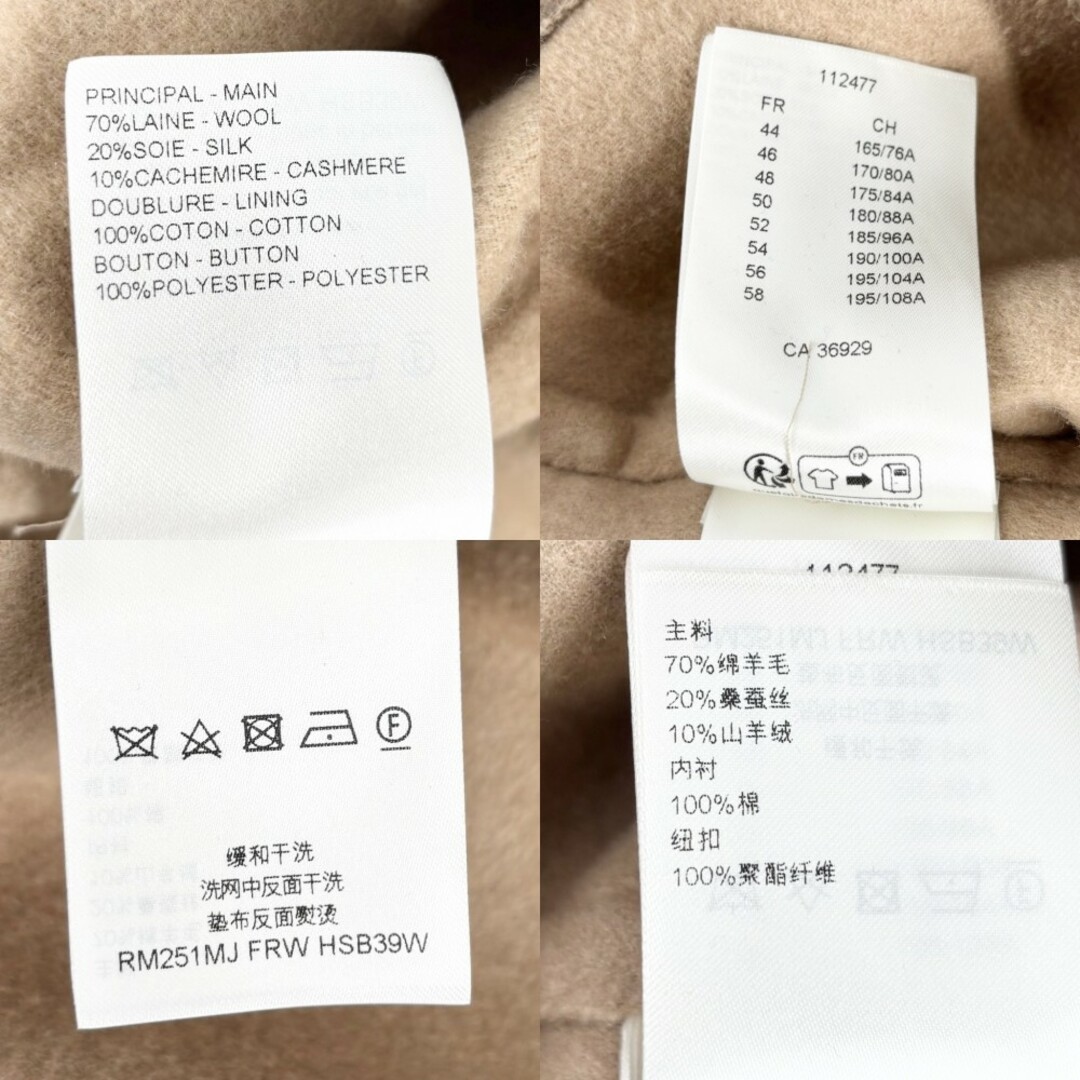 PRINCIPAL - MAIN
70%LAINE - WOOL
20%SOIE - SILK
10%CACHEMIRE - CASHMERE
DOUBLURE - LINING
100%COTON - COTTON
BOUTON - BUTTON
100%POLYESTER - POLYESTER
112477
FR CH
44 165/76A
46 170/80A
48 175/84A
50 180/88A
52 185/96A
54 190/100A
56 195/104A
58 195/108A
CA 36929
FR
F
缓和干洗
洗网中反面干洗
垫布反面熨烫
RM251MJ FRW HSB39W
112477
主料
70%绵羊毛
20%桑蚕丝
10%山羊绒
内衬
100%棉
纽扣
100%聚酯纤维